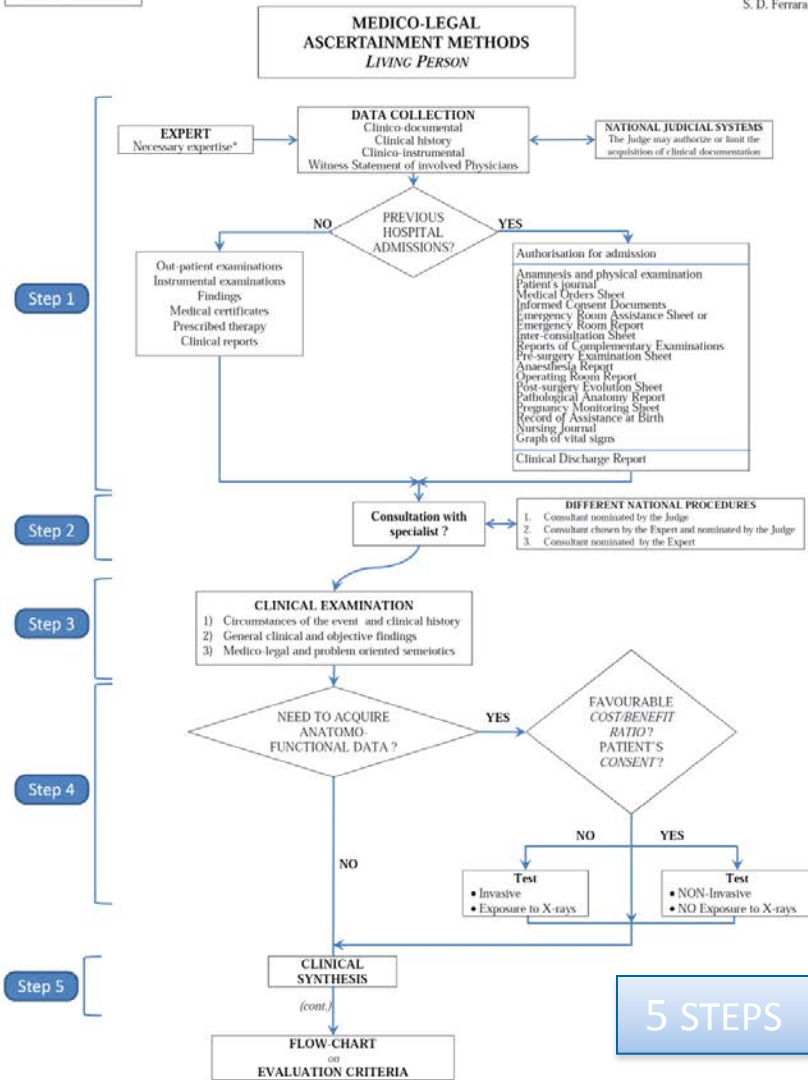 S. D. Ferrara
MEDICO-LEGAL
ASCERTAINMENT METHODS
LIVING PERSON
EXPERT
Necessary expertise*
DATA COLLECTION
Clinico-documental
Clinical history
Clinico-instrumental
Witness Statement of involved Physicians
NATIONAL JUDICIAL SYSTEMS
The Judge may authorize or limit the
acquisition of clinical documentation
PREVIOUS
HOSPITAL
ADMISSIONS?
NO
YES
Step 1
Out-patient examinations
Instrumental examinations
Findings
Medical certificates
Prescribed therapy
Clinical reports
Authorisation for admission
Anamnesis and physical examination
Patient's journal
Medical Orders Sheet
Informed Consent Documents
Emergency Room Assistance Sheet or
Emergency Room Report
Inter-consultation Sheet
Reports of Complementary Examinations
Pre-surgery Examination Sheet
Anaesthesia Report
Operating Room Report
Post-surgery Evolution Sheet
Pathological Anatomy Report
Pregnancy Monitoring Sheet
Record of Assistance at Birth
Nursing Journal
Graph of vital signs
Clinical Discharge Report
Step 2
Consultation with
specialist ?
DIFFERENT NATIONAL PROCEDURES
1. Consultant nominated by the Judge
2. Consultant chosen by the Expert and nominated by the Judge
3. Consultant nominated by the Expert
Step 3
CLINICAL EXAMINATION
1) Circumstances of the event and clinical history
2) General clinical and objective findings
3) Medico-legal and problem oriented semeiotics
Step 4
NEED TO ACQUIRE
ANATOMO-
FUNCTIONAL DATA ?
YES
NO
FAVOURABLE
COST/BENEFIT
RATIO?
PATIENT'S
CONSENT?
NO
YES
Test
• Invasive
• Exposure to X-rays
Test
• NON-Invasive
• NO Exposure to X-rays
Step 5
CLINICAL
SYNTHESIS
(cont.)
FLOW-CHART
on
EVALUATION CRITERIA
5 STEPS